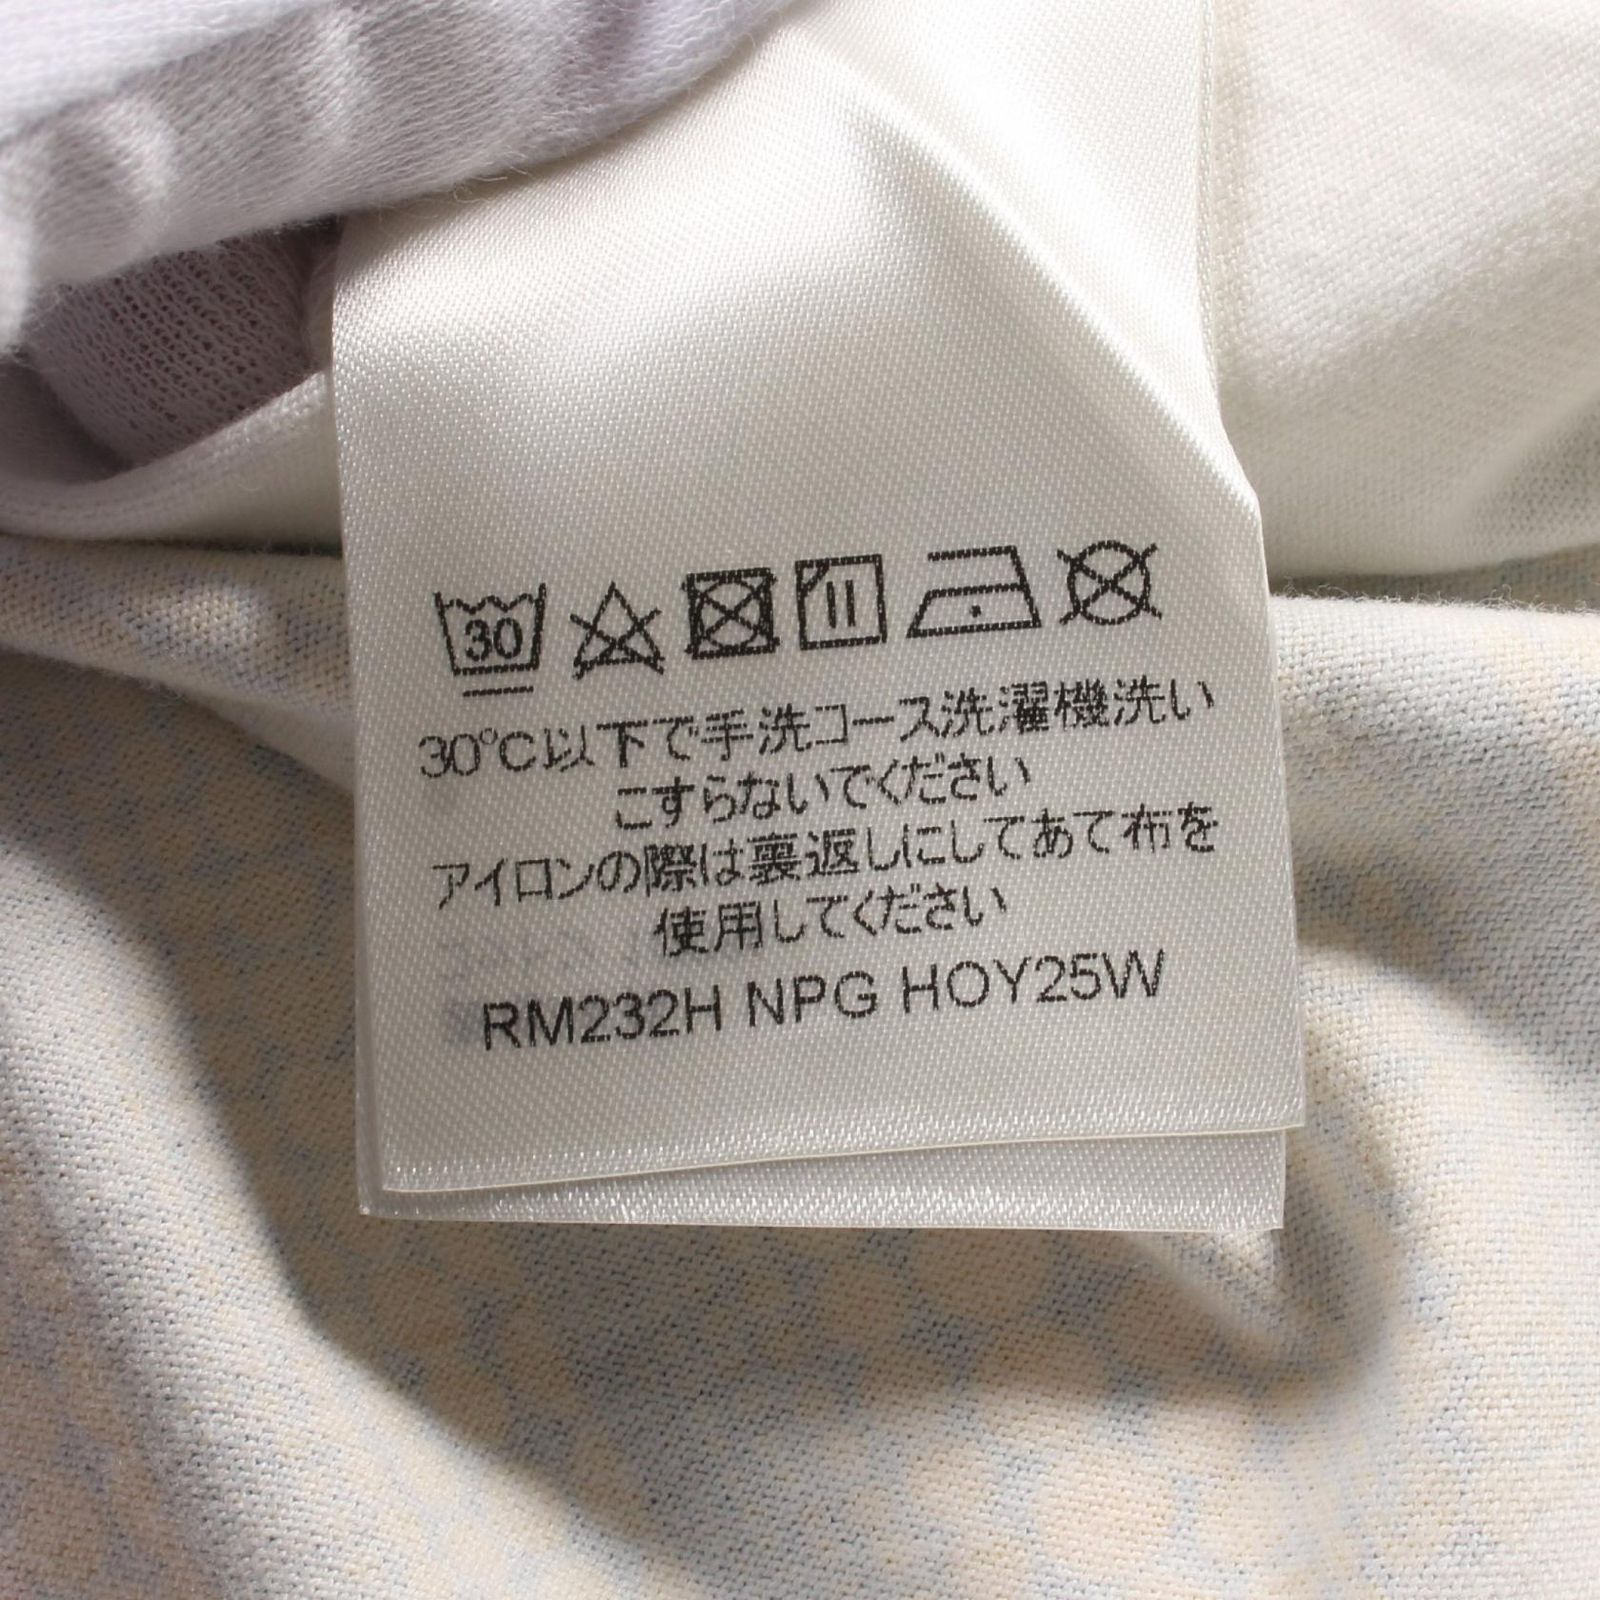 30
30℃以下で手洗コース洗濯機洗い
こすらないでください
アイロンの際は裏返しにしてあて布を
使用してください
RM232H NPG HOY25W